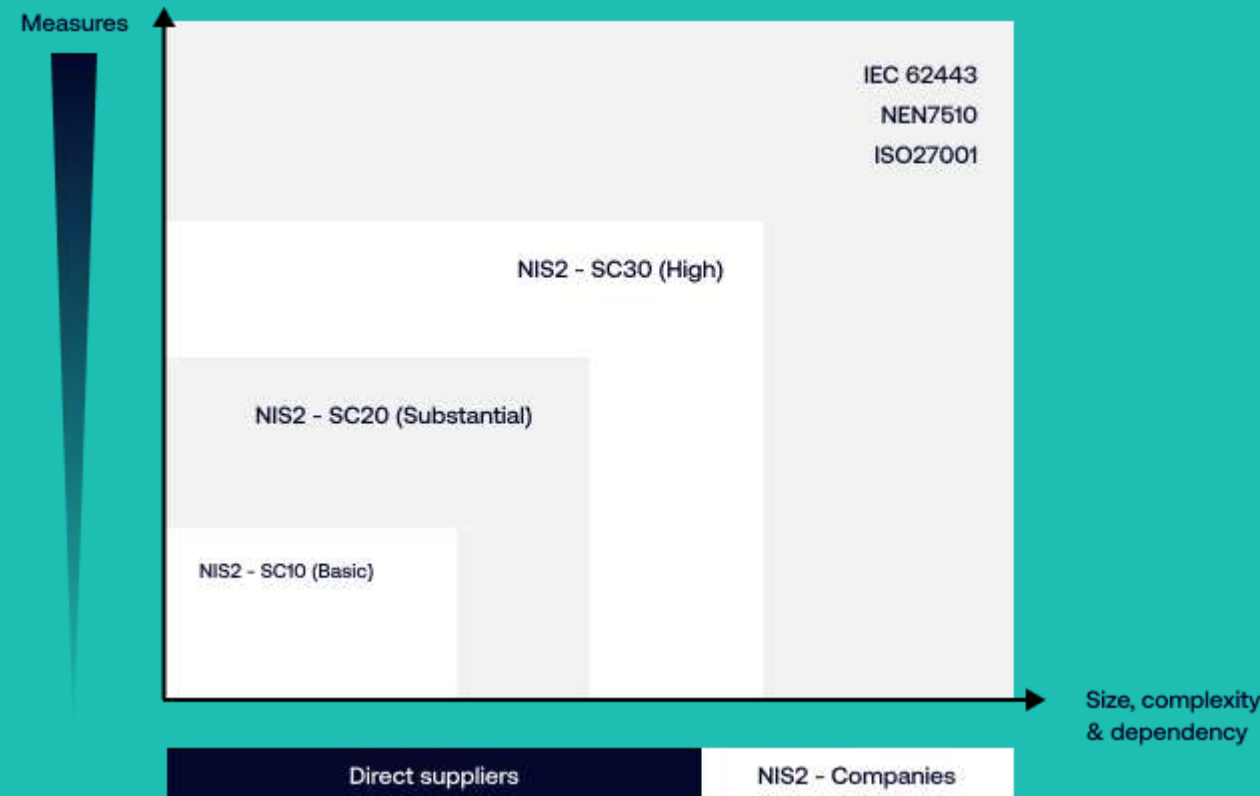 Measures
IEC 62443
NEN7510
ISO27001
NIS2 - SC30 (High)
NIS2 - SC20 (Substantial)
NIS2 - SC10 (Basic)
Size, complexity
& dependency
Direct suppliers
NIS2 - Companies